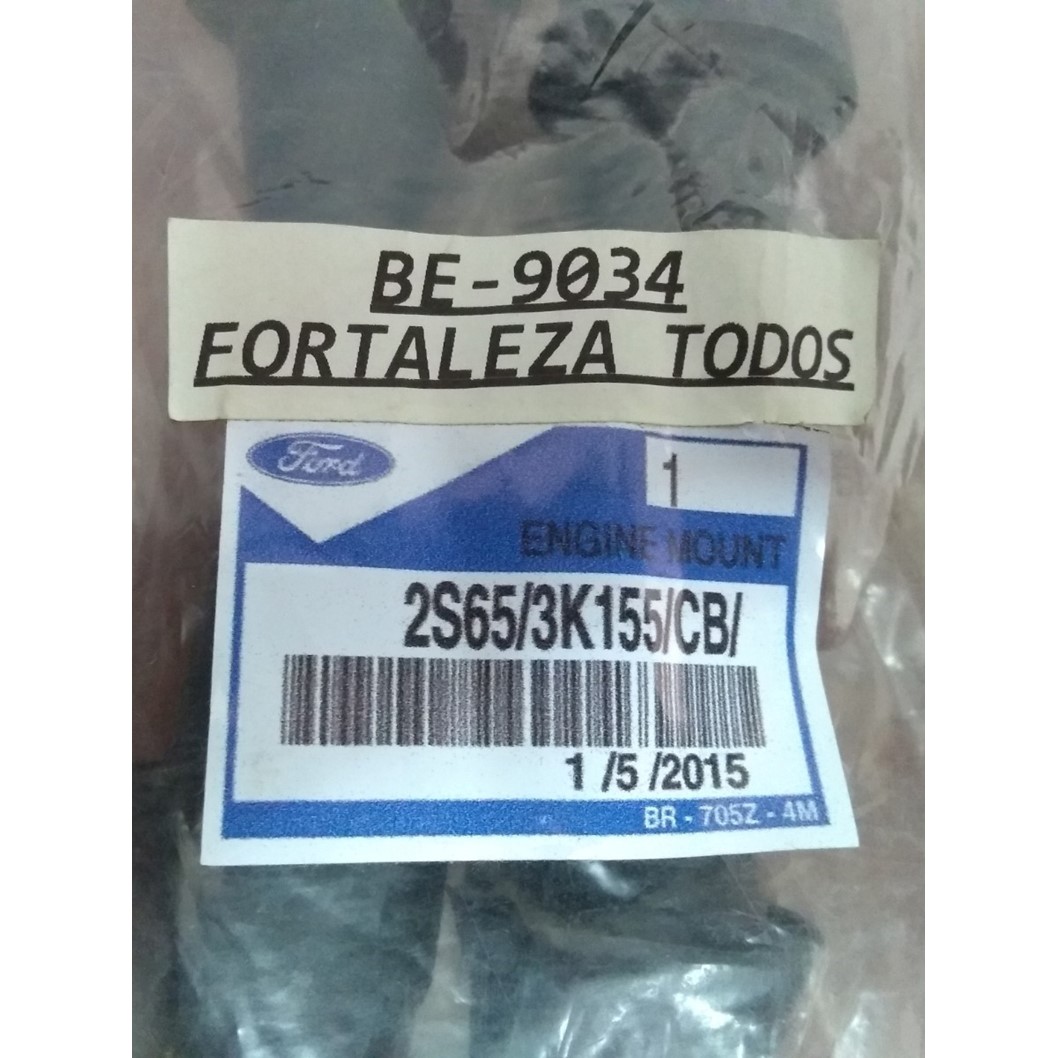 BE-9034
FORTALEZA TODOS
Ford
1
ENGINE MOUNT
2S65/3K155/CB/
1 /5 /2015
BR - 705Z - 4M